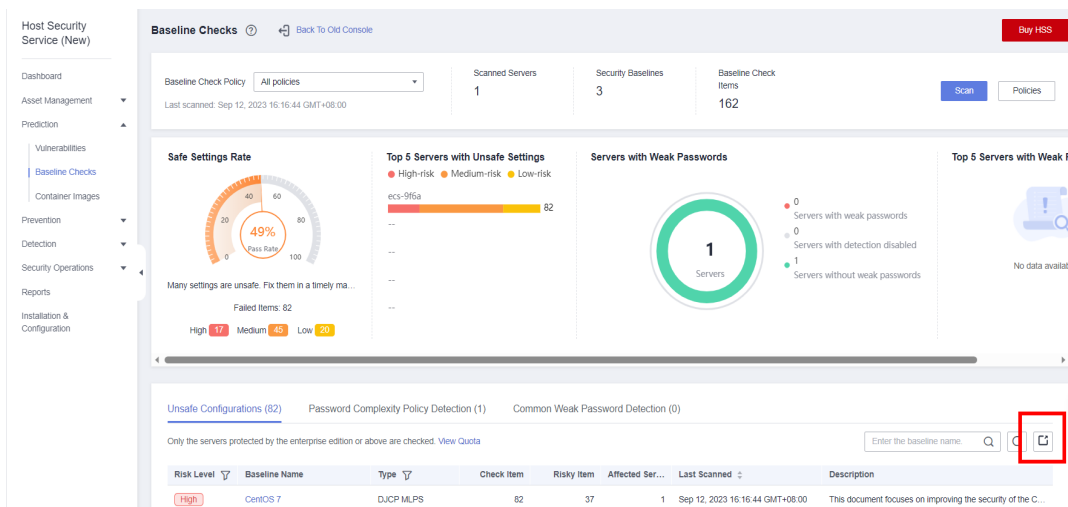 Host Security
Service (New)
Dashboard
Asset Management
Prediction
Vulnerabilities
Baseline Checks
Container Images
Prevention
Detection
Security Operations
Reports
Installation &
Configuration
Baseline Checks
Back To Old Console
Buy HSS
Baseline Check Policy All policies
Last scanned: Sep 12, 2023 16:16:44 GMT+08:00
Scanned Servers
1
Security Baselines
3
Baseline Check
Items
162
Scan Policies
Safe Settings Rate
0 20 40 60 80 100
49%
Pass Rate
Many settings are unsafe. Fix them in a timely ma...
Failed Items: 82
High 17 Medium 45 Low 20
Top 5 Servers with Unsafe Settings
High-risk Medium-risk Low-risk
ecs-9f6a
82
--
--
--
--
Servers with Weak Passwords
1
Servers
0
Servers with weak passwords
0
Servers with detection disabled
1
Servers without weak passwords
Top 5 Servers with Weak
No data availab
Unsafe Configurations (82) Password Complexity Policy Detection (1) Common Weak Password Detection (0)
Only the servers protected by the enterprise edition or above are checked. View Quota
Enter the baseline name.
Risk Level Baseline Name Type Check Item Risky Item Affected Ser... Last Scanned Description
High CentOS 7 DJCP MLPS 82 37 1 Sep 12, 2023 16:16:44 GMT+08:00 This document focuses on improving the security of the C...